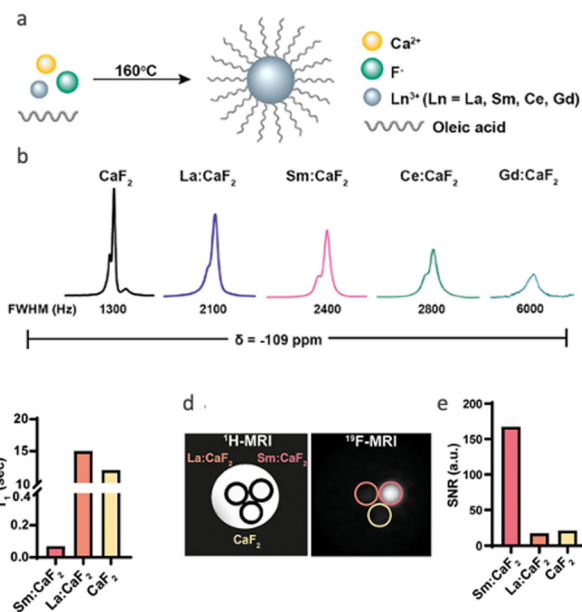 a
Ca²⁺
F⁻
Ln³⁺ (Ln = La, Sm, Ce, Gd)
Oleic acid
160°C
b
CaF₂ La:CaF₂ Sm:CaF₂ Ce:CaF₂ Gd:CaF₂
FWHM (Hz) 1300 2100 2400 2800 6000
δ = -109 ppm
(sec)
20
15
10
0.4
0.2
0.0
Sm:CaF₂ La:CaF₂ CaF₂
d
¹H-MRI ¹⁹F-MRI
La:CaF₂ Sm:CaF₂
CaF₂
e
SNR (a.u.)
200
150
100
50
0
Sm:CaF₂ La:CaF₂ CaF₂